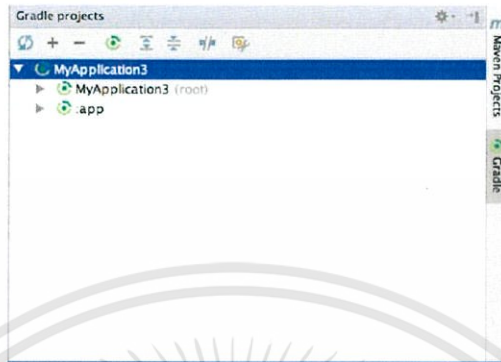 Gradle projects
MyApplication3
MyApplication3 (root)
:app
Maven Projects
Gradle